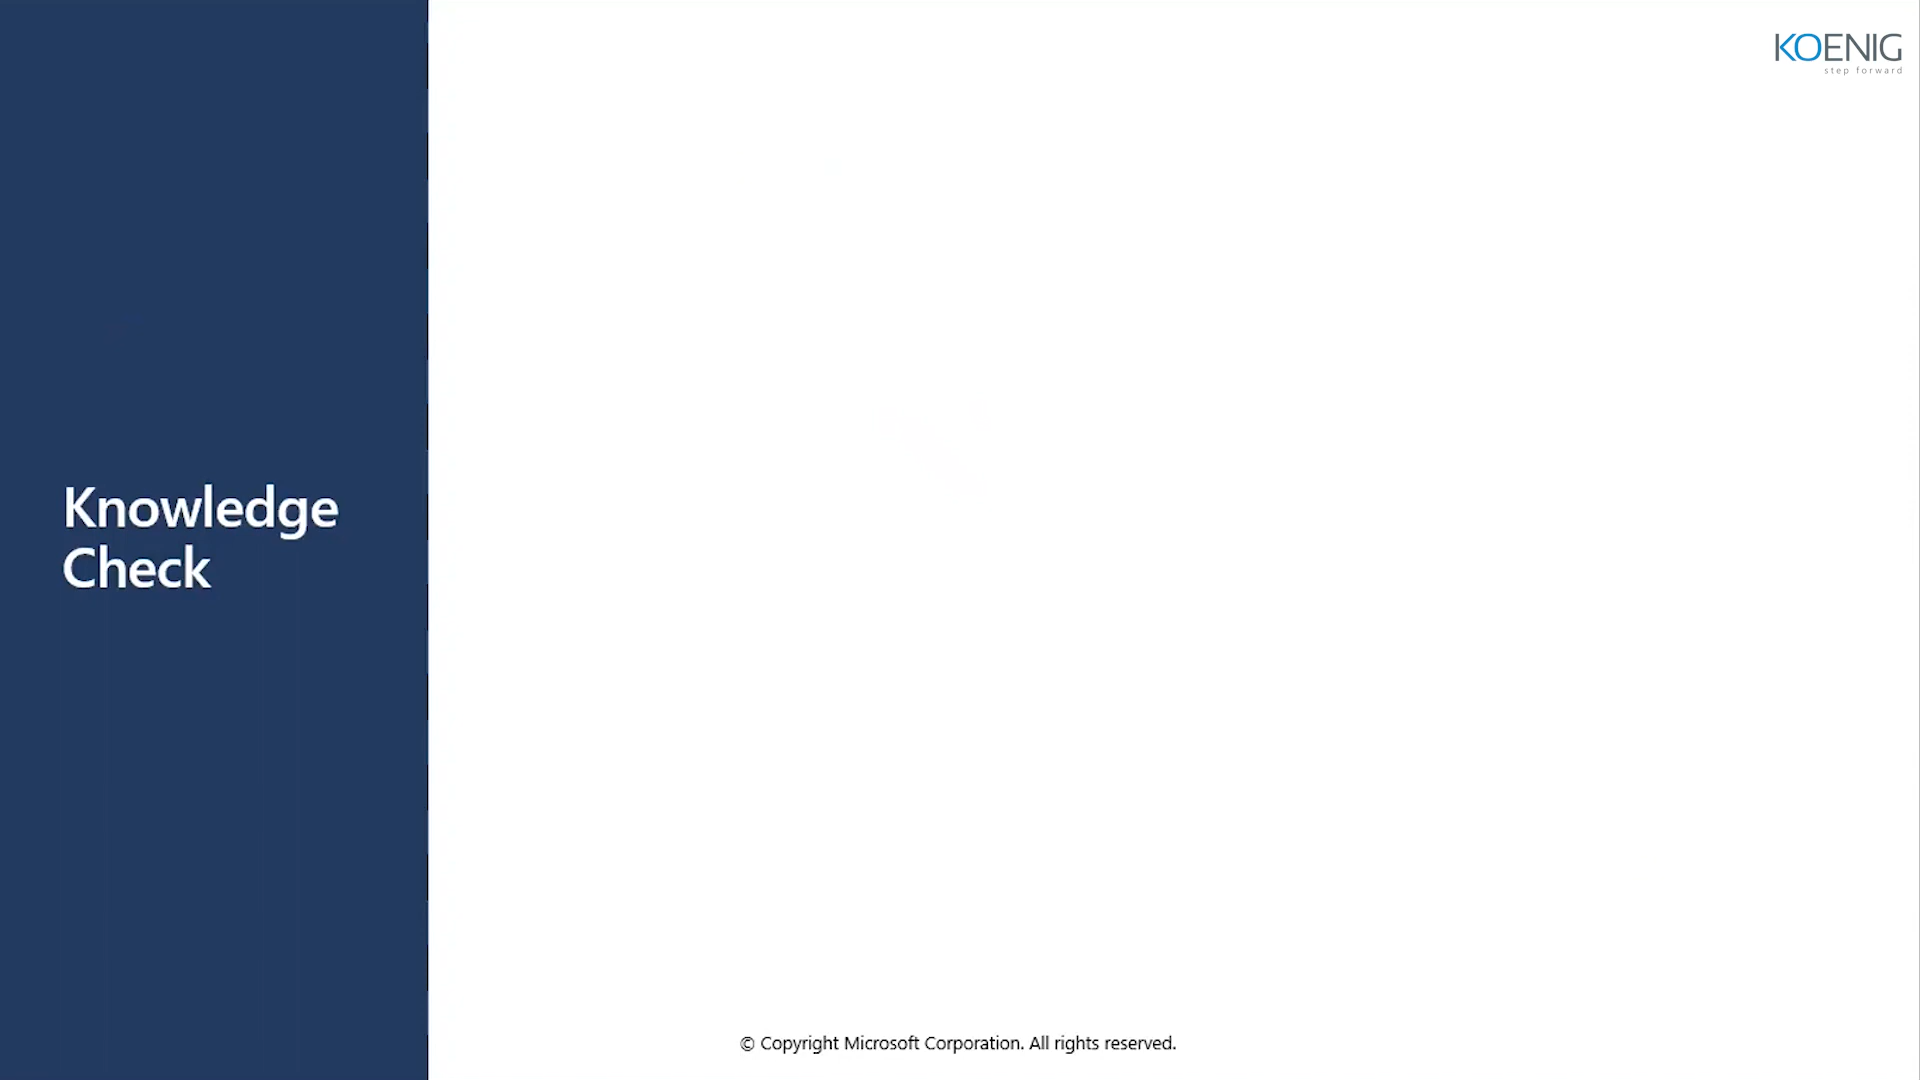 KOENIG
step forward
Knowledge
Check
© Copyright Microsoft Corporation. All rights reserved.